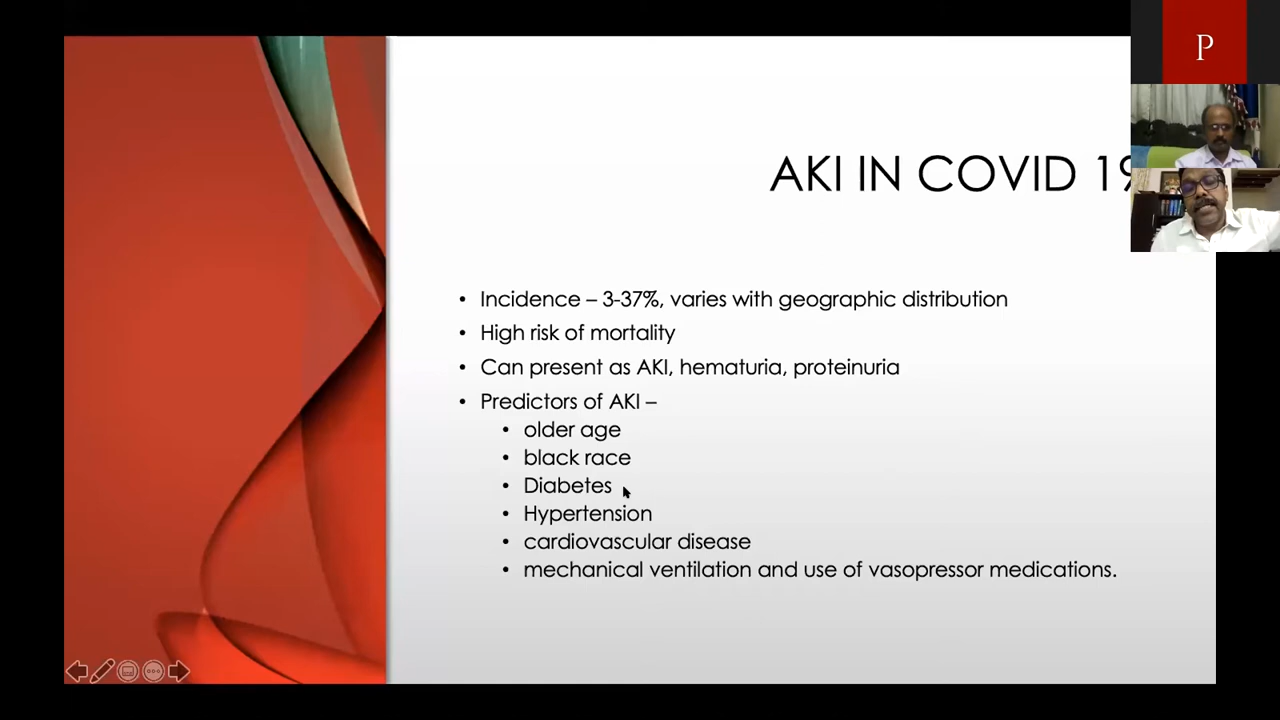 P
AKI IN COVID 19
• Incidence – 3-37%, varies with geographic distribution
• High risk of mortality
• Can present as AKI, hematuria, proteinuria
• Predictors of AKI –
• older age
• black race
• Diabetes
• Hypertension
• cardiovascular disease
• mechanical ventilation and use of vasopressor medications.